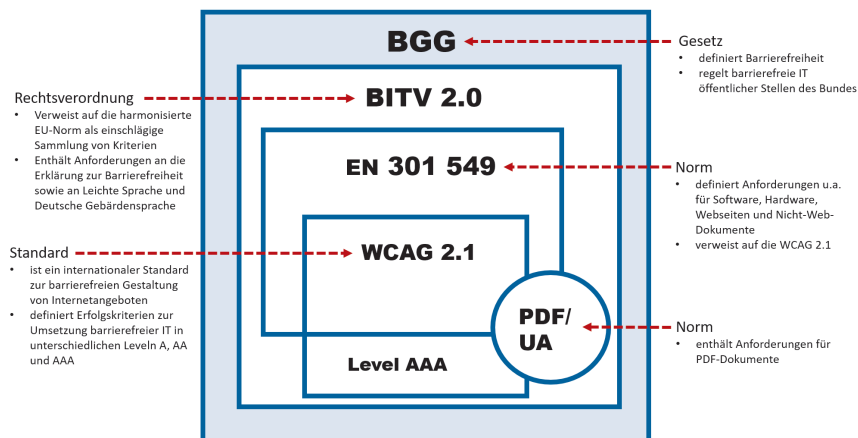 BGG
Gesetz
• definiert Barrierefreiheit
• regelt barrierefreie IT
öffentlicher Stellen des Bundes
Rechtsverordnung
• Verweist auf die harmonisierte
EU-Norm als einschlägige
Sammlung von Kriterien
• Enthält Anforderungen an die
Erklärung zur Barrierefreiheit
sowie an Leichte Sprache und
Deutsche Gebärdensprache
BITV 2.0
EN 301 549
Norm
• definiert Anforderungen u.a.
für Software, Hardware,
Webseiten und Nicht-Web-
Dokumente
• verweist auf die WCAG 2.1
Standard
• ist ein internationaler Standard
zur barrierefreien Gestaltung
von Internetangeboten
• definiert Erfolgskriterien zur
Umsetzung barrierefreier IT in
unterschiedlichen Leveln A, AA
und AAA
WCAG 2.1
Level AAA
PDF/
UA
Norm
• enthält Anforderungen für
PDF-Dokumente